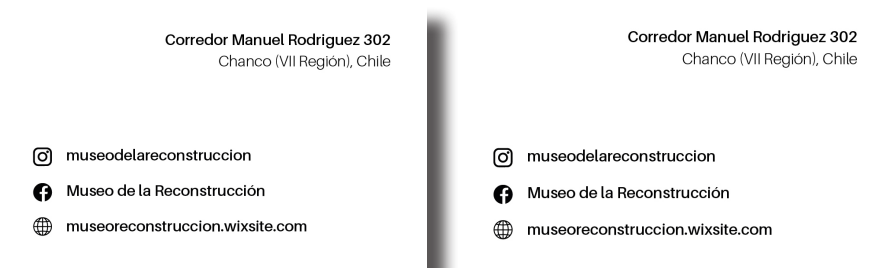 Corredor Manuel Rodriguez 302
Chanco (VII Región), Chile
museodelareconstruccion
Museo de la Reconstrucción
museoreconstruccion.wixsite.com
Corredor Manuel Rodriguez 302
Chanco (VII Región), Chile
museodelareconstruccion
Museo de la Reconstrucción
museoreconstruccion.wixsite.com